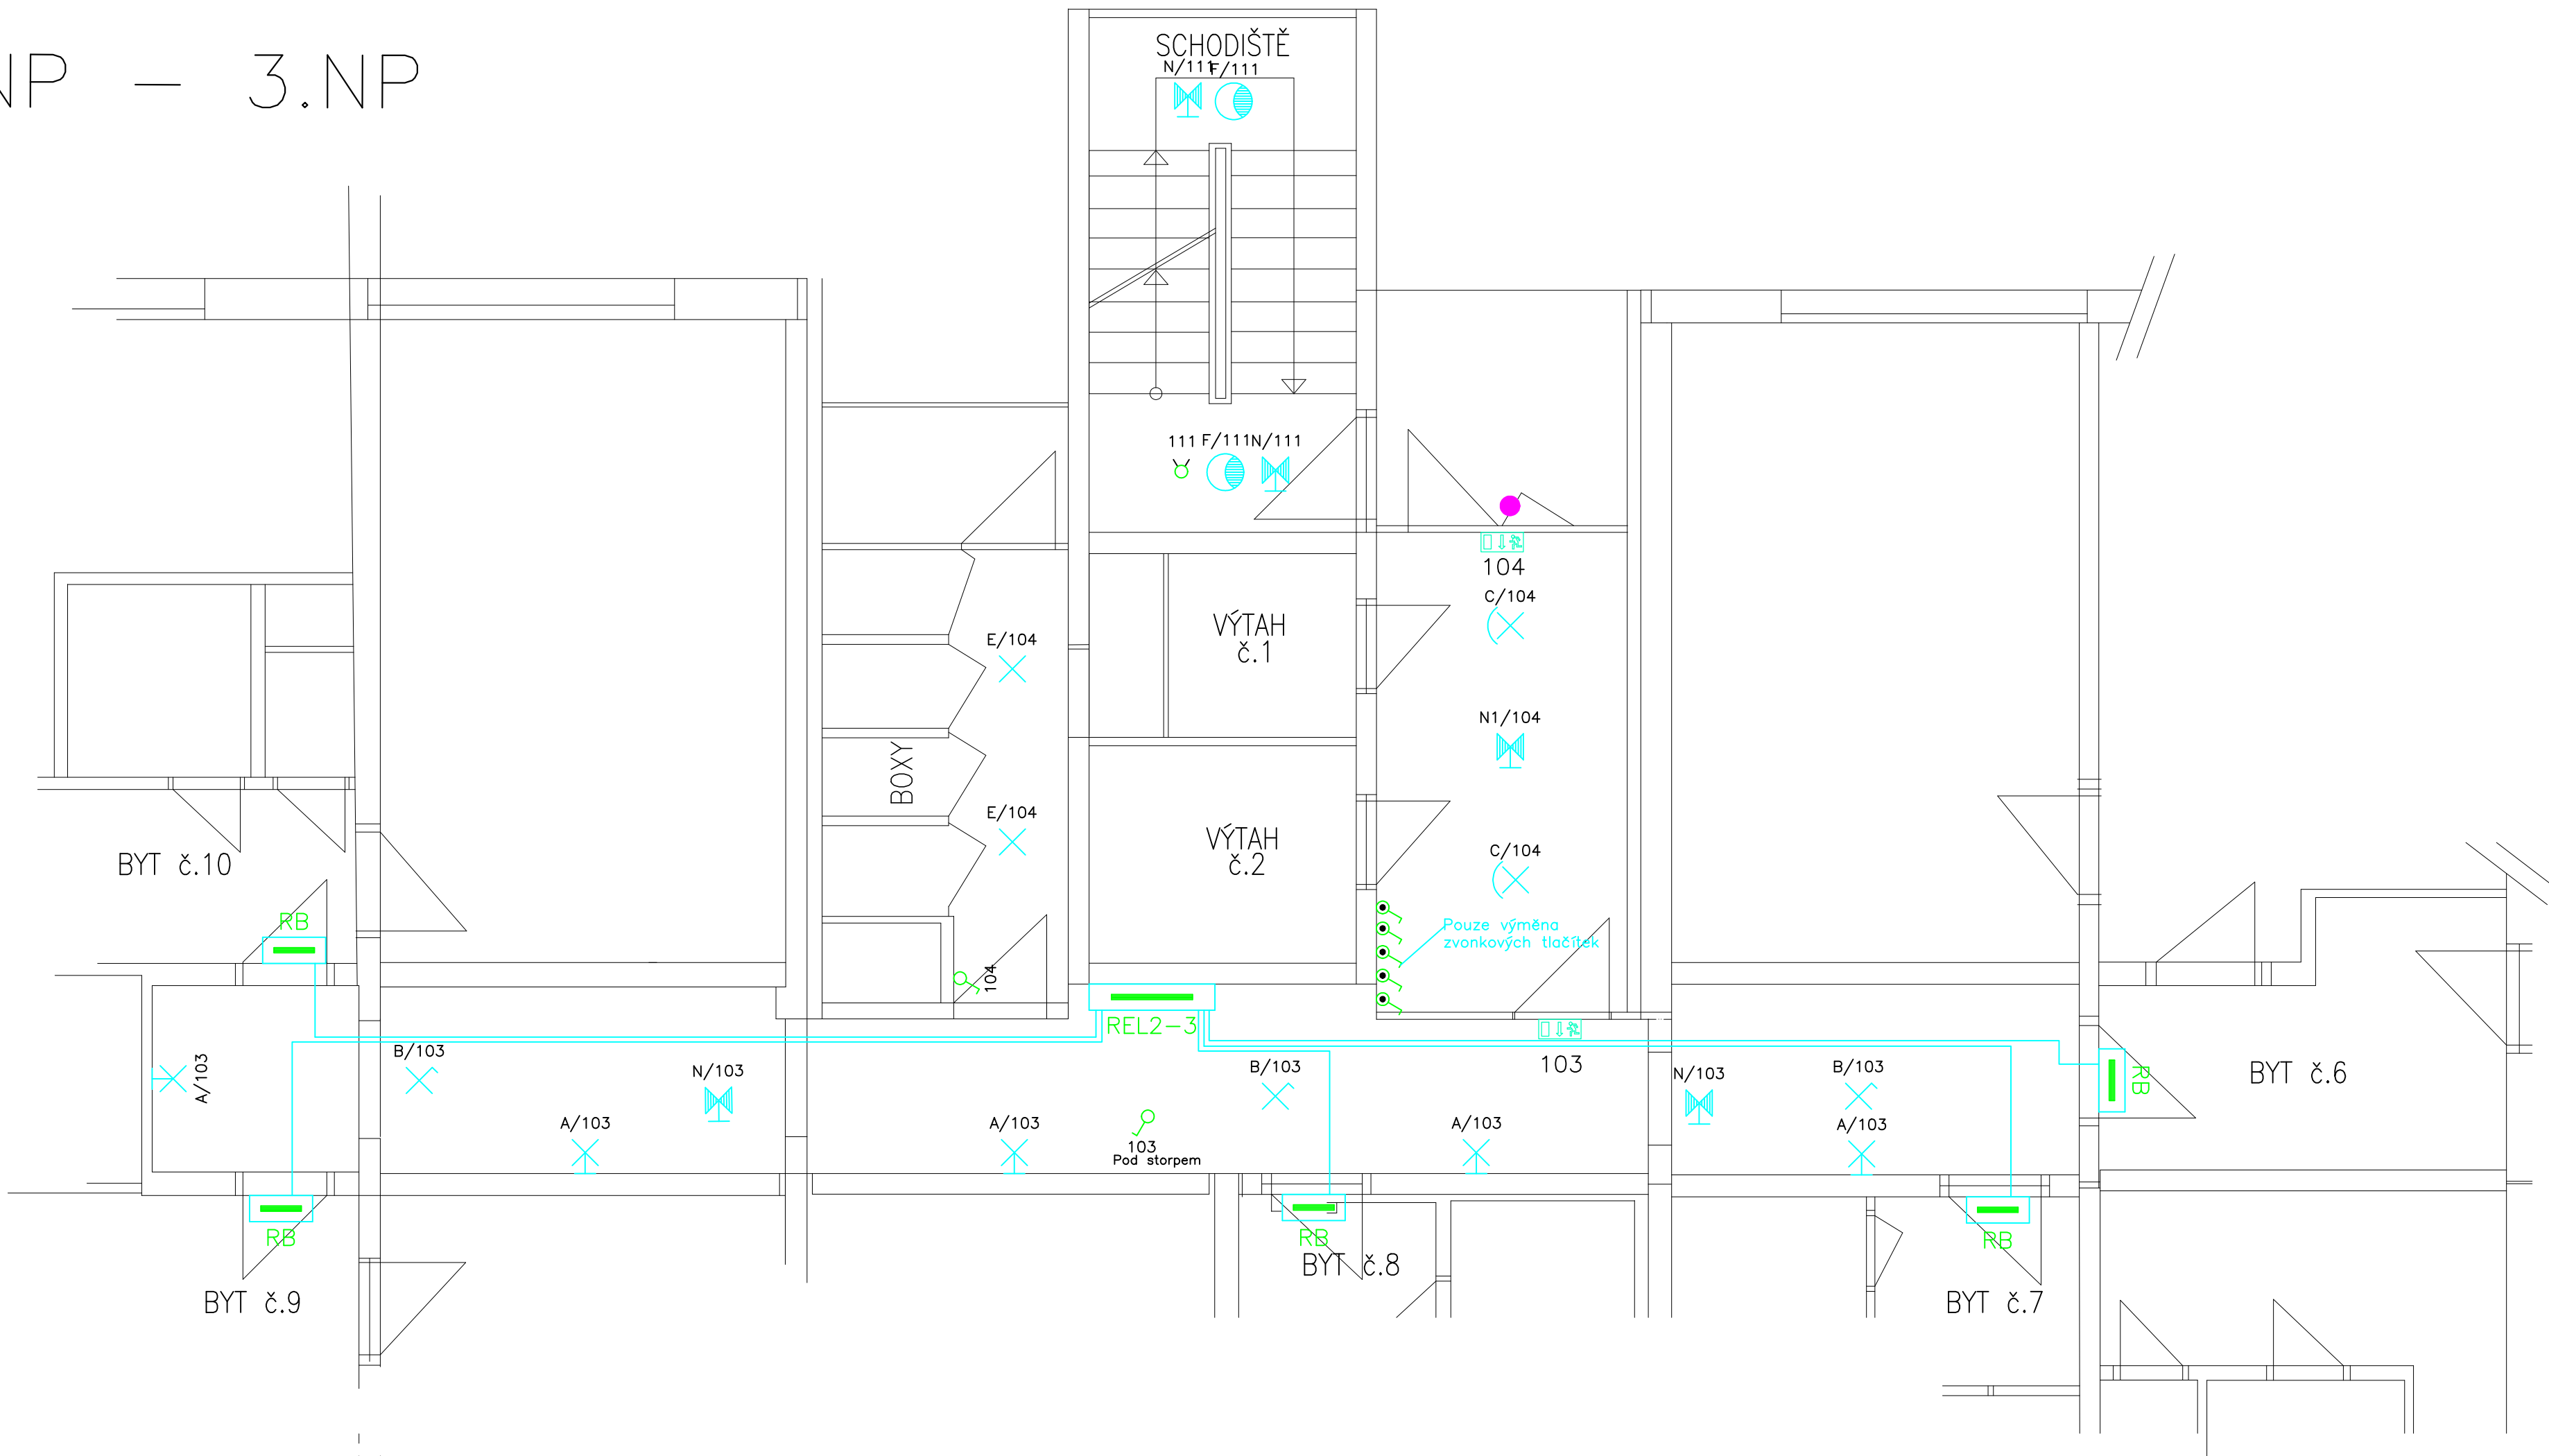 NP - 3.NP
SCHODIŠTĚ
N/111
F/111
111
F/111
N/111
104
C/104
E/104
VÝTAH
č.1
N1/104
BOXY
E/104
VÝTAH
č.2
C/104
BYT č.10
RB
Pouze výměna
zvonkových tlačítek
104
REL2-3
A/103
B/103
N/103
B/103
103
N/103
B/103
RB
BYT č.6
A/103
A/103
103
Pod storpem
A/103
A/103
RB
RB
RB
BYT č.9
BYT č.8
BYT č.7